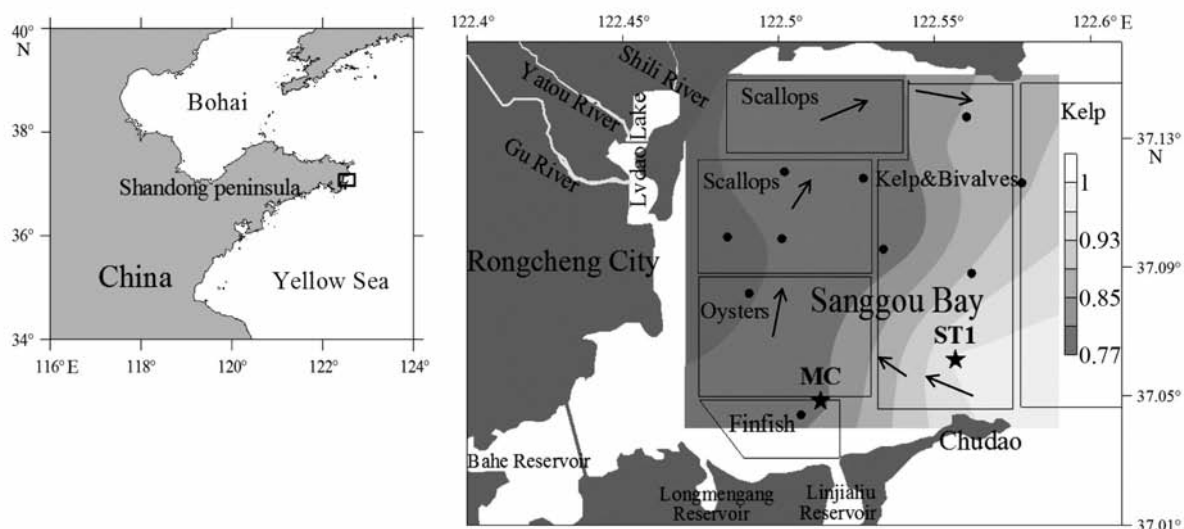 40°
N
38°
36°
34°
116°E
118°
120°
122°
124°
Bohai
Shandong peninsula
China
Yellow Sea
122.4°
122.45°
122.5°
122.55°
122.6°E
37.13°
N
37.09°
37.05°
37.01°
Shili River
Yatou River
Gu River
Lvdao Lake
Rongcheng City
Scallops
Kelp
Scallops
Kelp&Bivalves
Oysters
Sanggou Bay
ST1
MC
Finfish
Chudao
Bahe Reservoir
Longmengang
Reservoir
Linjialiu
Reservoir
1
0.93
0.85
0.77